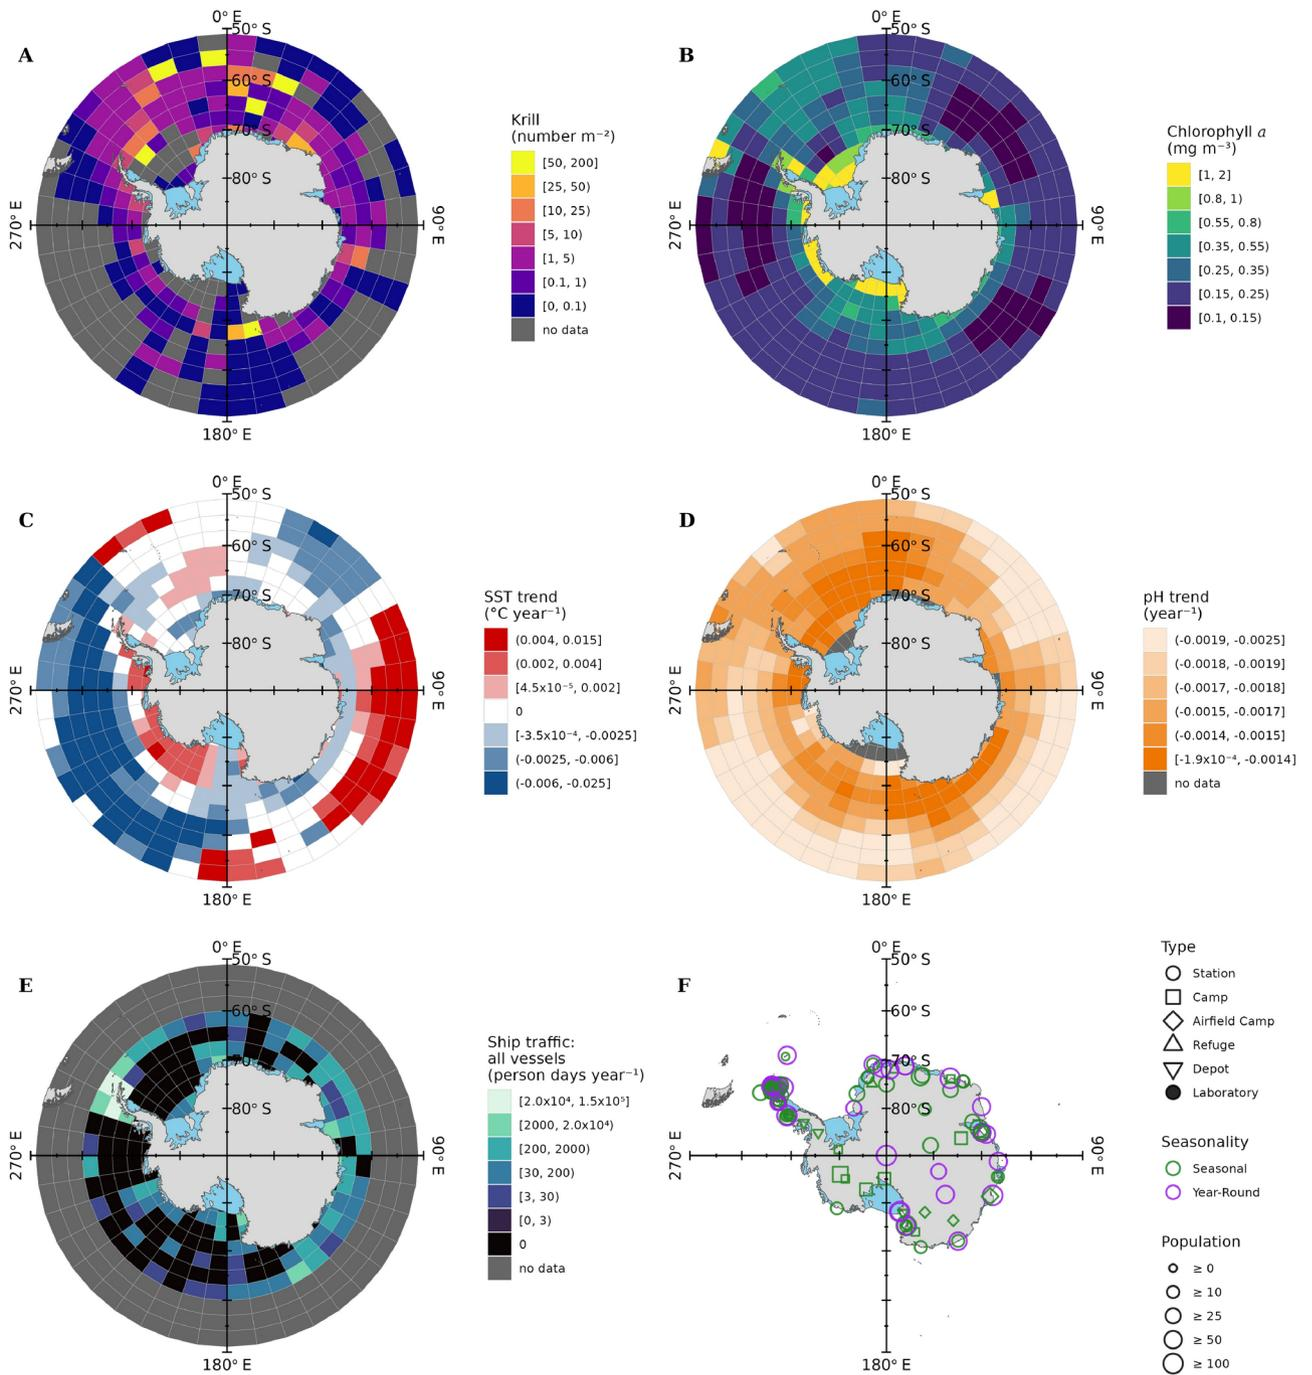 A
0° E
50° S
60° S
70° S
80° S
270° E
90° E
180° E
Krill
(number m⁻²)
[50, 200]
[25, 50)
[10, 25)
[5, 10)
[1, 5)
[0.1, 1)
[0, 0.1)
no data
B
0° E
50° S
60° S
70° S
80° S
270° E
90° E
180° E
Chlorophyll a
(mg m⁻³)
[1, 2]
[0.8, 1)
[0.55, 0.8)
[0.35, 0.55)
[0.25, 0.35)
[0.15, 0.25)
[0.1, 0.15)
C
0° E
50° S
60° S
70° S
80° S
270° E
90° E
180° E
SST trend
(°C year⁻¹)
(0.004, 0.015]
(0.002, 0.004]
[4.5x10⁻⁵, 0.002]
0
[-3.5x10⁻⁴, -0.0025]
(-0.0025, -0.006]
(-0.006, -0.025]
D
0° E
50° S
60° S
70° S
80° S
270° E
90° E
180° E
pH trend
(year⁻¹)
(-0.0019, -0.0025]
(-0.0018, -0.0019]
(-0.0017, -0.0018]
(-0.0015, -0.0017]
(-0.0014, -0.0015]
[-1.9x10⁻⁴, -0.0014]
no data
E
0° E
50° S
60° S
70° S
80° S
270° E
90° E
180° E
Ship traffic:
all vessels
(person days year⁻¹)
[2.0x10⁴, 1.5x10⁵]
[2000, 2.0x10⁴)
[200, 2000)
[30, 200)
[3, 30)
[0, 3)
0
no data
F
0° E
50° S
60° S
70° S
80° S
270° E
90° E
180° E
Type
Station
Camp
Airfield Camp
Refuge
Depot
Laboratory
Seasonality
Seasonal
Year-Round
Population
≥ 0
≥ 10
≥ 25
≥ 50
≥ 100